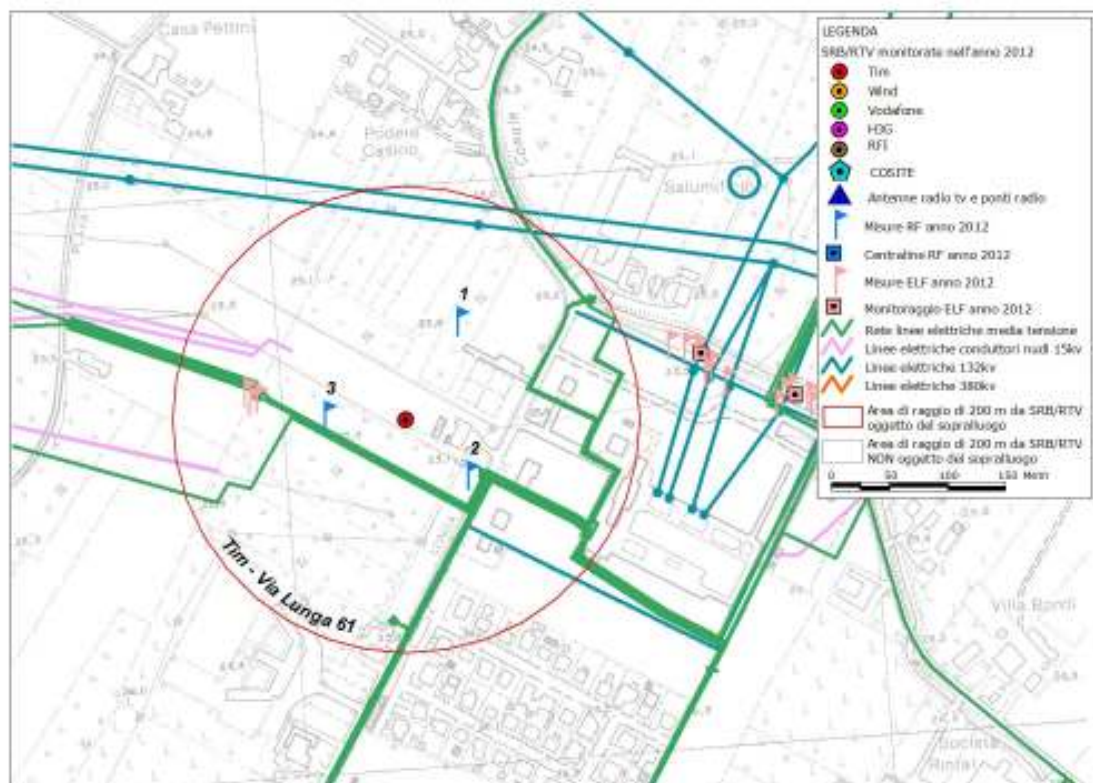 Casa Pettini
Podere
Casino
Casale
Salumificio
1
3
2
Tim - Via Lunga 61
Villa Bondi
Società
LEGENDA
SRB/RTV monitorate nell'anno 2012
Tim
Wind
Vodafone
H3G
RFI
COSITE
Antenne radio tv e ponti radio
Misure RF anno 2012
Centraline RF anno 2012
Misure ELF anno 2012
Monitoraggio ELF anno 2012
Rete linee elettriche media tensione
Linee elettriche conduttori nudi 15kv
Linee elettriche 132kv
Linee elettriche 380kv
Area di raggio di 200 m da SRB/RTV
oggetto del sopralluogo
Area di raggio di 200 m da SRB/RTV
NON oggetto del sopralluogo
0 50 100 150 Metri